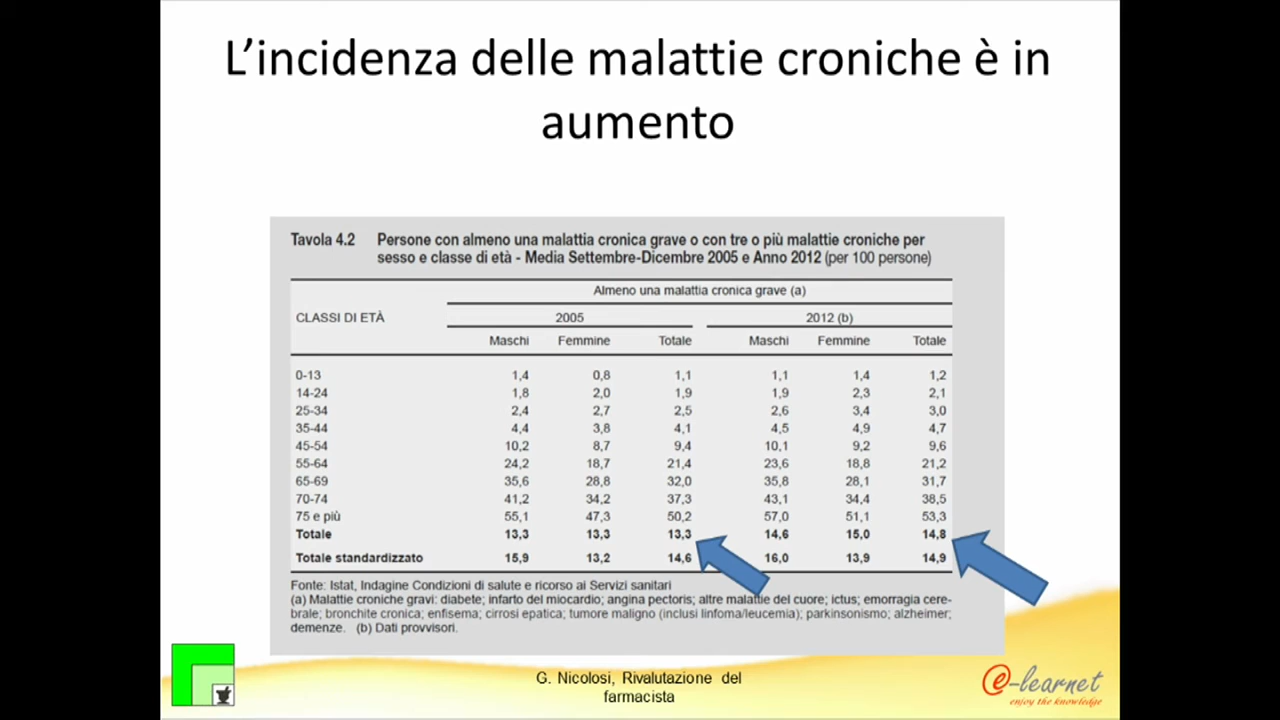 L'incidenza delle malattie croniche è in
aumento
Tavola 4.2 Persone con almeno una malattia cronica grave o con tre o più malattie croniche per
sesso e classe di età - Media Settembre-Dicembre 2005 e Anno 2012 (per 100 persone)
Almeno una malattia cronica grave (a)
CLASSI DI ETÀ 2005 2012 (b)
Maschi Femmine Totale Maschi Femmine Totale
0-13 1,4 0,8 1,1 1,1 1,4 1,2
14-24 1,8 2,0 1,9 1,9 2,3 2,1
25-34 2,4 2,7 2,5 2,6 3,4 3,0
35-44 4,4 3,8 4,1 4,5 4,9 4,7
45-54 10,2 8,7 9,4 10,1 9,2 9,6
55-64 24,2 18,7 21,4 23,6 18,8 21,2
65-69 35,6 28,8 32,0 35,8 28,1 31,7
70-74 41,2 34,2 37,3 43,1 34,4 38,5
75 e più 55,1 47,3 50,2 57,0 51,1 53,3
Totale 13,3 13,3 13,3 14,6 15,0 14,8
Totale standardizzato 15,9 13,2 14,6 16,0 13,9 14,9
Fonte: Istat, Indagine Condizioni di salute e ricorso ai Servizi sanitari
(a) Malattie croniche gravi: diabete; infarto del miocardio; angina pectoris; altre malattie del cuore; ictus; emorragia cere-
brale; bronchite cronica; enfisema; cirrosi epatica; tumore maligno (inclusi linfoma/leucemia); parkinsonismo; alzheimer;
demenze. (b) Dati provvisori.
G. Nicolosi, Rivalutazione del
farmacista
e-learnet
enjoy the knowledge